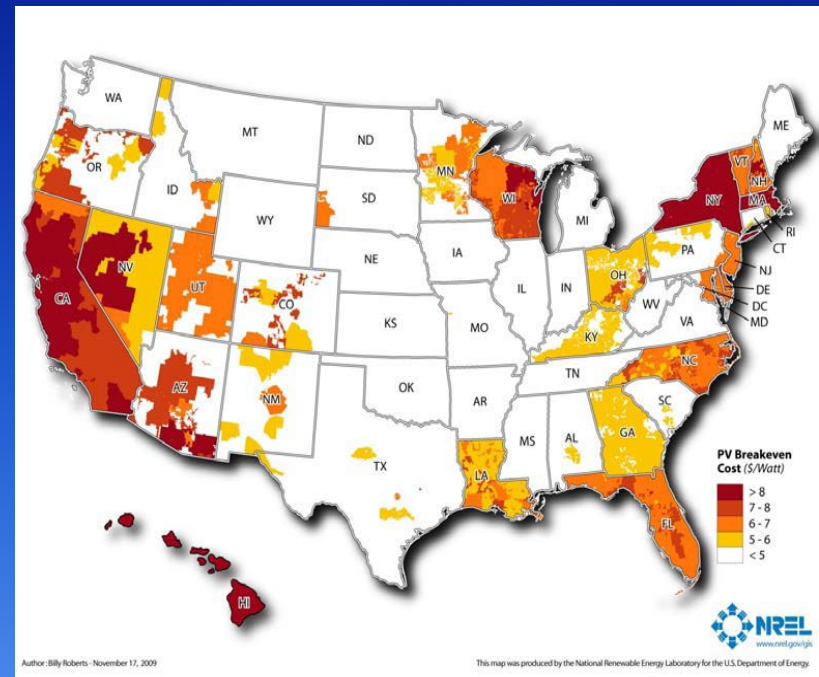 WA
MT
ND
ME
OR
MN
VT
ID
NH
SD
WI
NY
MA
WY
MI
RI
CT
IA
PA
NE
NJ
NV
OH
DE
UT
IL
IN
DC
CA
CO
WV
MD
KS
MO
VA
KY
NC
TN
AZ
OK
NM
AR
SC
MS
AL
GA
TX
LA
FL
HI
PV Breakeven
Cost ($/Watt)
> 8
7 - 8
6 - 7
5 - 6
< 5
NREL
www.nrel.gov/gis
Author: Billy Roberts - November 17, 2009
This map was produced by the National Renewable Energy Laboratory for the U.S. Department of Energy.